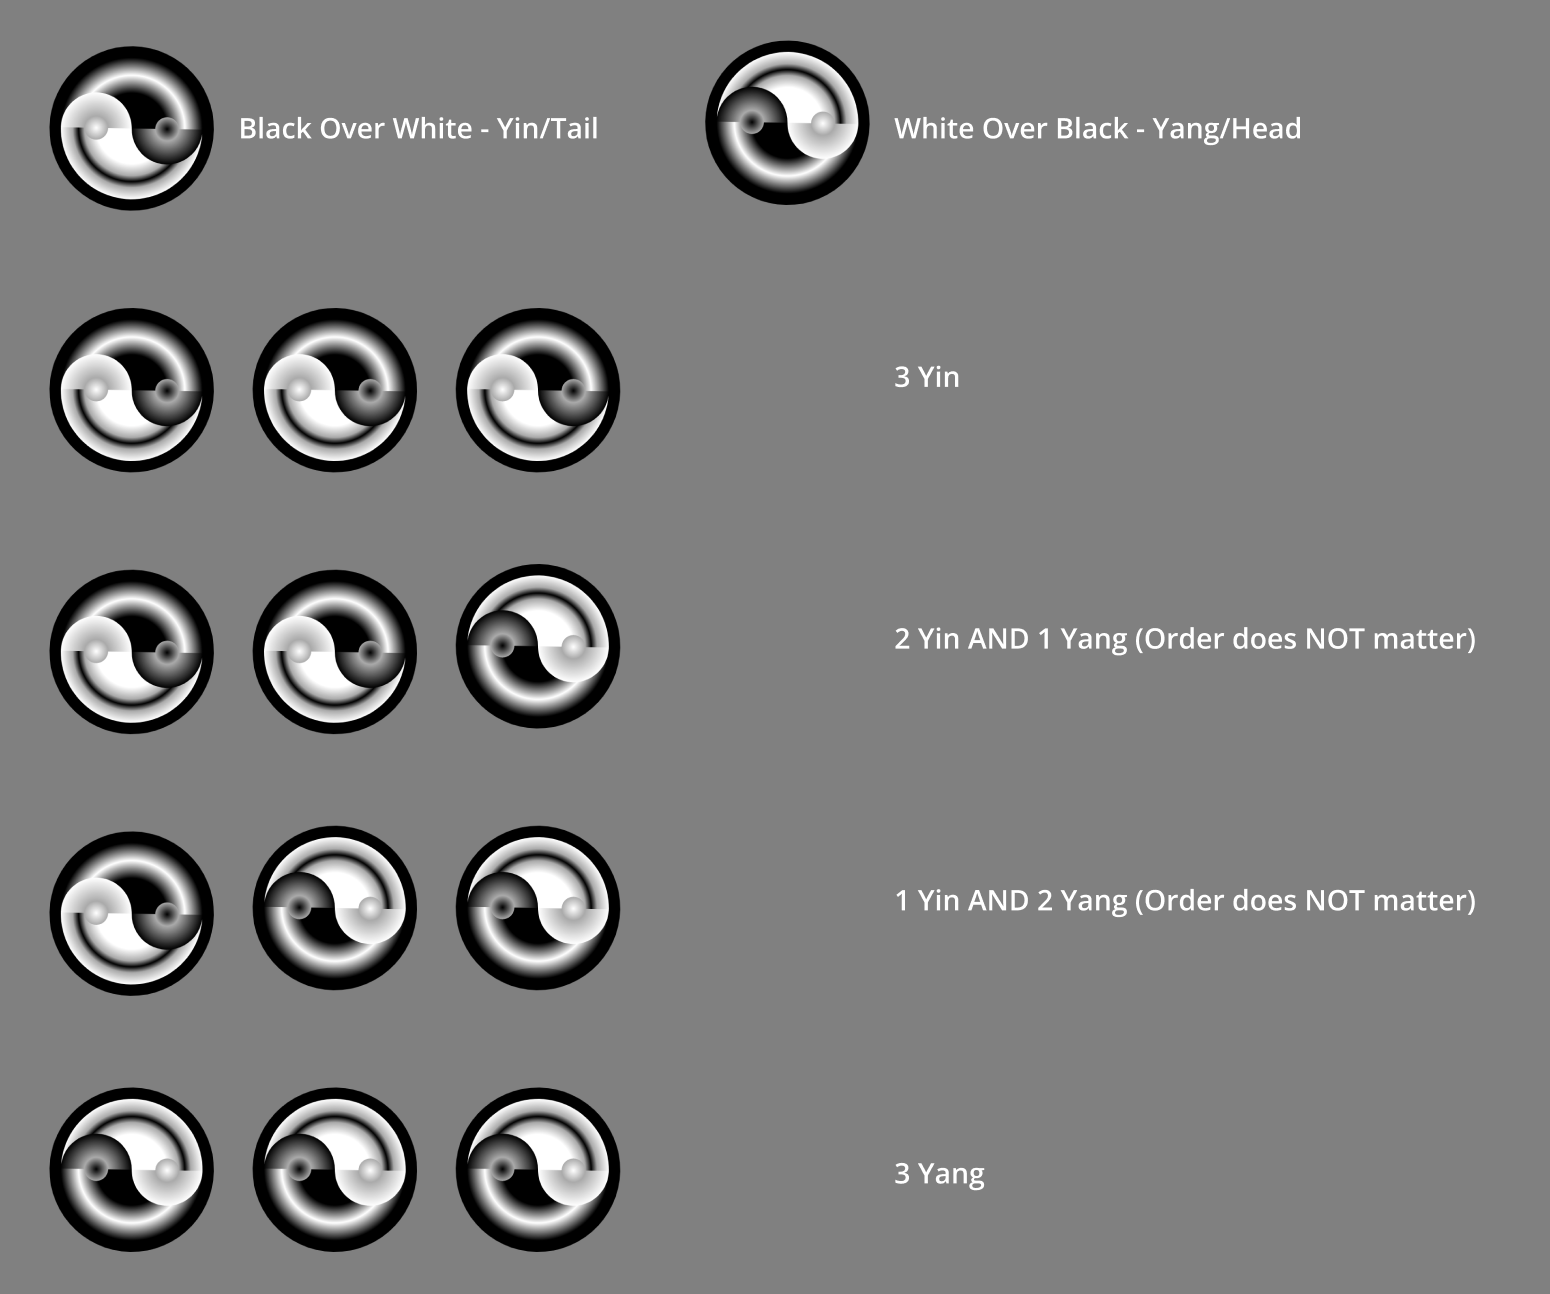 Black Over White - Yin/Tail
White Over Black - Yang/Head
3 Yin
2 Yin AND 1 Yang (Order does NOT matter)
1 Yin AND 2 Yang (Order does NOT matter)
3 Yang